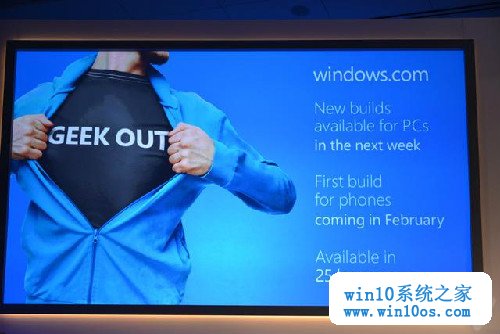 GEEK OUT
windows.com
New builds
available for PCs
in the next week
First build
for phones
coming in February
Available in
25
win10系统之家
www.win10os.com